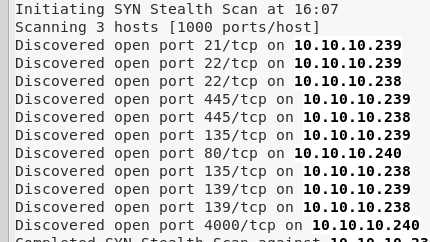 Initiating SYN Stealth Scan at 16:07
Scanning 3 hosts [1000 ports/host]
Discovered open port 21/tcp on 10.10.10.239
Discovered open port 22/tcp on 10.10.10.239
Discovered open port 22/tcp on 10.10.10.238
Discovered open port 445/tcp on 10.10.10.239
Discovered open port 445/tcp on 10.10.10.238
Discovered open port 135/tcp on 10.10.10.239
Discovered open port 80/tcp on 10.10.10.240
Discovered open port 135/tcp on 10.10.10.238
Discovered open port 139/tcp on 10.10.10.239
Discovered open port 139/tcp on 10.10.10.238
Discovered open port 4000/tcp on 10.10.10.240
Completed SYN Stealth Scan against